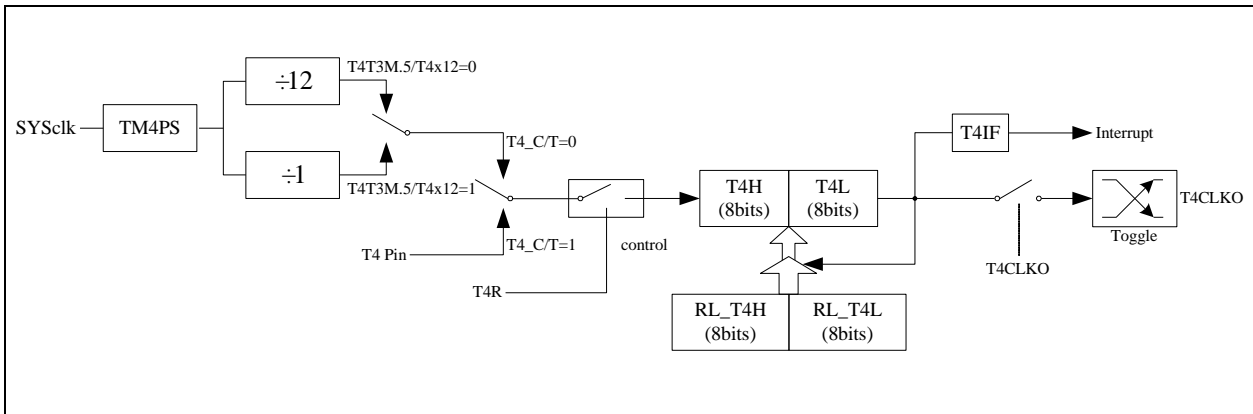 ÷12
T4T3M.5/T4x12=0
SYSclk
TM4PS
T4_C/T=0
T4IF
Interrupt
÷1
T4T3M.5/T4x12=1
T4H
(8bits)
T4L
(8bits)
T4CLKO
T4 Pin
T4_C/T=1
control
Toggle
T4CLKO
T4R
RL_T4H
(8bits)
RL_T4L
(8bits)